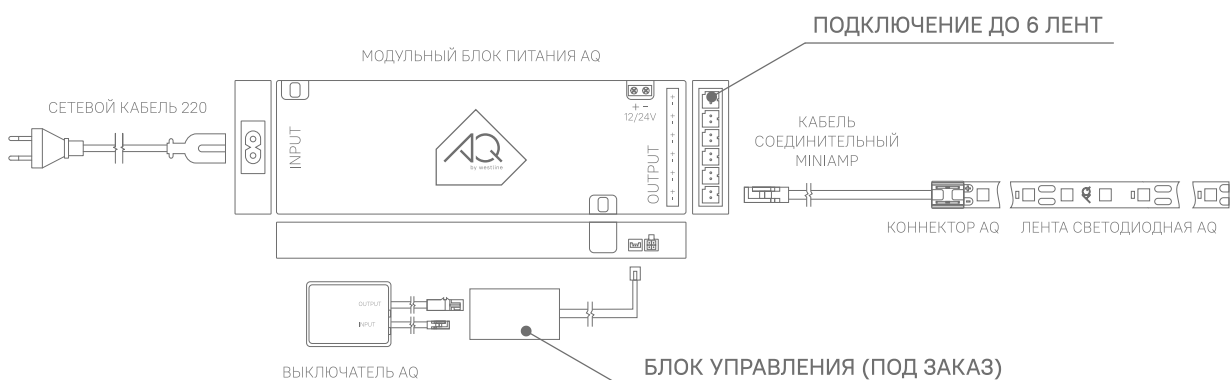 ПОДКЛЮЧЕНИЕ ДО 6 ЛЕНТ
МОДУЛЬНЫЙ БЛОК ПИТАНИЯ AQ
СЕТЕВОЙ КАБЕЛЬ 220
INPUT
AQ
by westline
+ −
12/24V
OUTPUT
+ − + − + − + − + − + −
КАБЕЛЬ
СОЕДИНИТЕЛЬНЫЙ
MINIAMP
КОННЕКТОР AQ
ЛЕНТА СВЕТОДИОДНАЯ AQ
OUTPUT
INPUT
ВЫКЛЮЧАТЕЛЬ AQ
БЛОК УПРАВЛЕНИЯ (ПОД ЗАКАЗ)